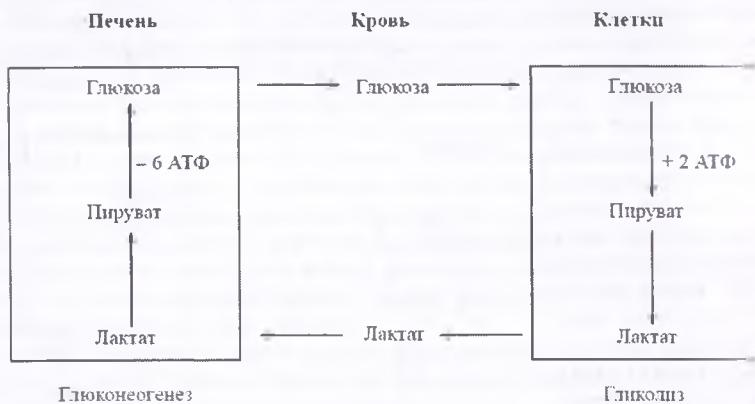 Печень Кровь Клетки
Глюкоза Глюкоза Глюкоза
– 6 АТФ + 2 АТФ
Пируват Пируват
Лактат Лактат Лактат
Глюконеогенез Гликолиз